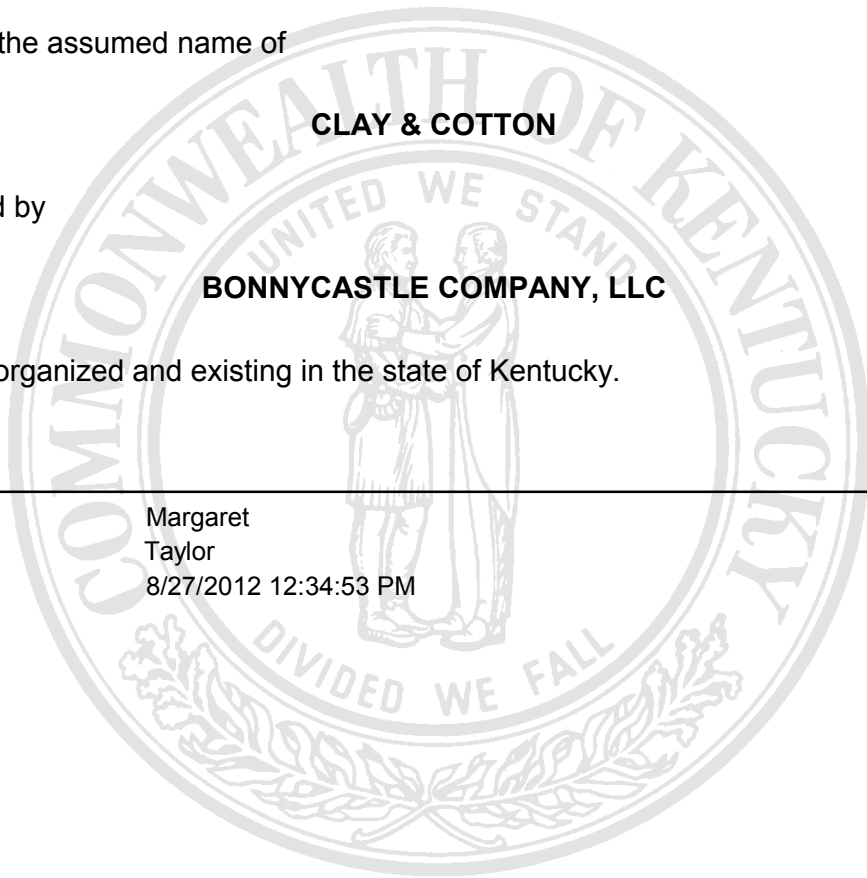 the assumed name of
CLAY & COTTON
d by
BONNYCASTLE COMPANY, LLC
organized and existing in the state of Kentucky.
Margaret
Taylor
8/27/2012 12:34:53 PM
COMMONWEALTH OF KENTUCKY
UNITED WE STAND
DIVIDED WE FALL